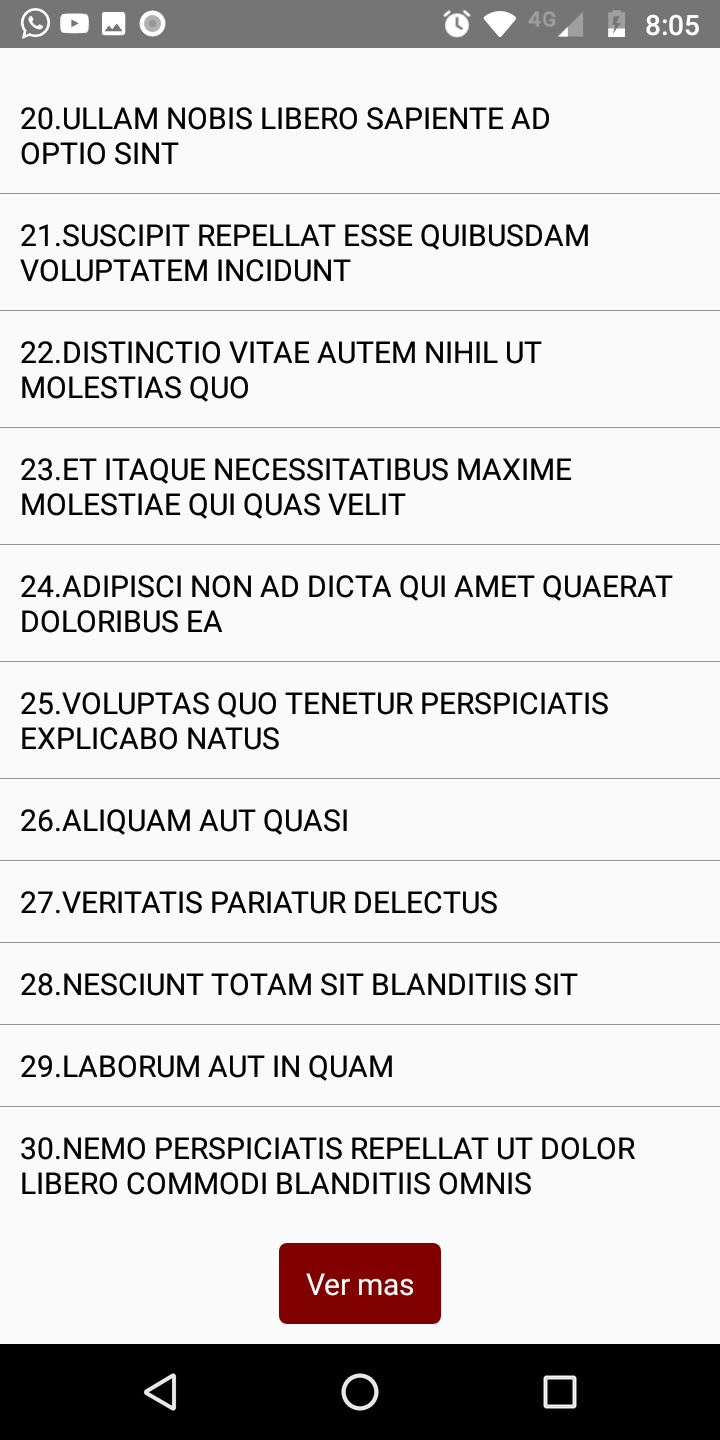 4G 8:05
20.ULLAM NOBIS LIBERO SAPIENTE AD
OPTIO SINT
21.SUSCIPIT REPELLAT ESSE QUIBUSDAM
VOLUPTATEM INCIDUNT
22.DISTINCTIO VITAE AUTEM NIHIL UT
MOLESTIAS QUO
23.ET ITAQUE NECESSITATIBUS MAXIME
MOLESTIAE QUI QUAS VELIT
24.ADIPISCI NON AD DICTA QUI AMET QUAERAT
DOLORIBUS EA
25.VOLUPTAS QUO TENETUR PERSPICIATIS
EXPLICABO NATUS
26.ALIQUAM AUT QUASI
27.VERITATIS PARIATUR DELECTUS
28.NESCIUNT TOTAM SIT BLANDITIIS SIT
29.LABORUM AUT IN QUAM
30.NEMO PERSPICIATIS REPELLAT UT DOLOR
LIBERO COMMODI BLANDITIIS OMNIS
Ver mas